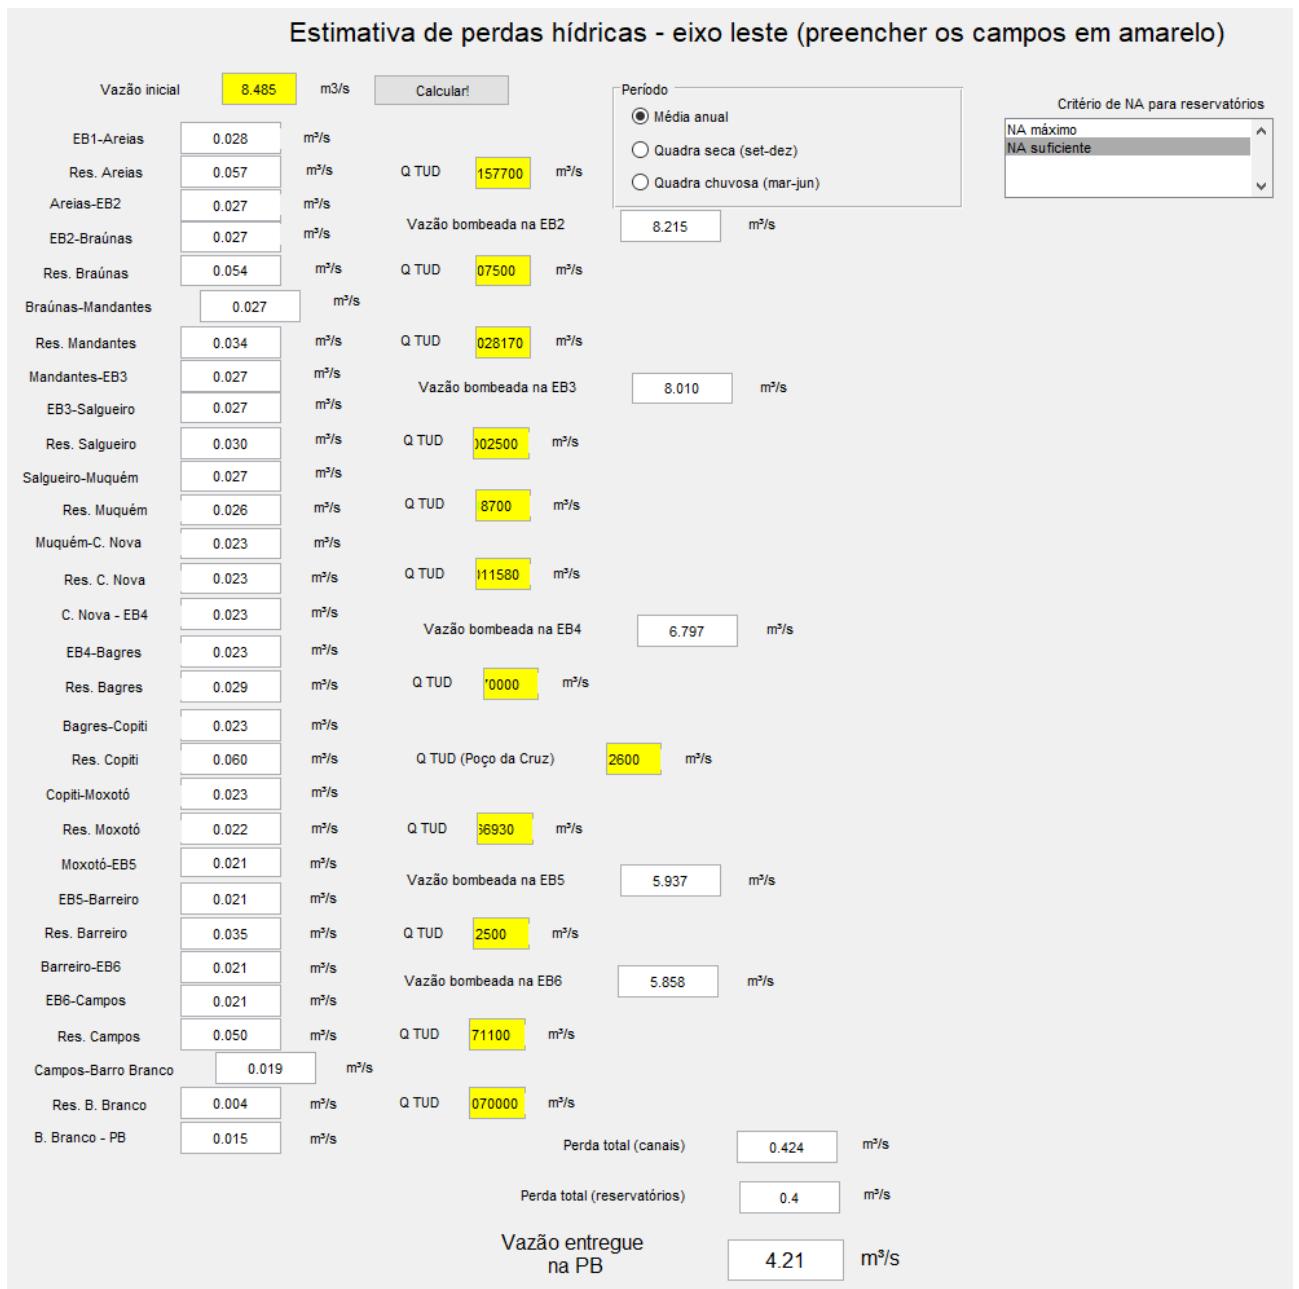 Estimativa de perdas hídricas - eixo leste (preencher os campos em amarelo)
Vazão inicial 8.485 m3/s Calcular!
Período
Média anual
Quadra seca (set-dez)
Quadra chuvosa (mar-jun)
Critério de NA para reservatórios
NA máximo
NA suficiente
EB1-Areias 0.028 m³/s
Res. Areias 0.057 m³/s Q TUD 157700 m³/s
Areias-EB2 0.027 m³/s
Vazão bombeada na EB2 8.215 m³/s
EB2-Braúnas 0.027 m³/s
Res. Braúnas 0.054 m³/s Q TUD 07500 m³/s
Braúnas-Mandantes 0.027 m³/s
Res. Mandantes 0.034 m³/s Q TUD 028170 m³/s
Mandantes-EB3 0.027 m³/s
Vazão bombeada na EB3 8.010 m³/s
EB3-Salgueiro 0.027 m³/s
Res. Salgueiro 0.030 m³/s Q TUD 002500 m³/s
Salgueiro-Muquém 0.027 m³/s
Res. Muquém 0.026 m³/s Q TUD 8700 m³/s
Muquém-C. Nova 0.023 m³/s
Res. C. Nova 0.023 m³/s Q TUD 011580 m³/s
C. Nova - EB4 0.023 m³/s
Vazão bombeada na EB4 6.797 m³/s
EB4-Bagres 0.023 m³/s
Res. Bagres 0.029 m³/s Q TUD 70000 m³/s
Bagres-Copiti 0.023 m³/s
Res. Copiti 0.060 m³/s Q TUD (Poço da Cruz) 2600 m³/s
Copiti-Moxotó 0.023 m³/s
Res. Moxotó 0.022 m³/s Q TUD 66930 m³/s
Moxotó-EB5 0.021 m³/s
Vazão bombeada na EB5 5.937 m³/s
EB5-Barreiro 0.021 m³/s
Res. Barreiro 0.035 m³/s Q TUD 2500 m³/s
Barreiro-EB6 0.021 m³/s
Vazão bombeada na EB6 5.858 m³/s
EB6-Campos 0.021 m³/s
Res. Campos 0.050 m³/s Q TUD 71100 m³/s
Campos-Barro Branco 0.019 m³/s
Res. B. Branco 0.004 m³/s Q TUD 070000 m³/s
B. Branco - PB 0.015 m³/s
Perda total (canais) 0.424 m³/s
Perda total (reservatórios) 0.4 m³/s
Vazão entregue
na PB 4.21 m³/s